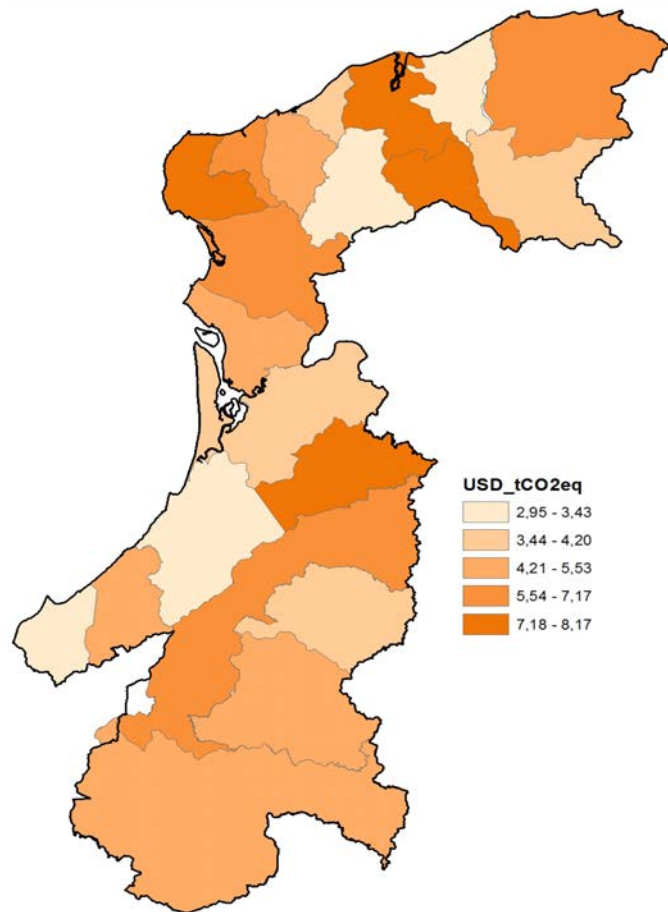 USD_tCO2eq
2,95 - 3,43
3,44 - 4,20
4,21 - 5,53
5,54 - 7,17
7,18 - 8,17